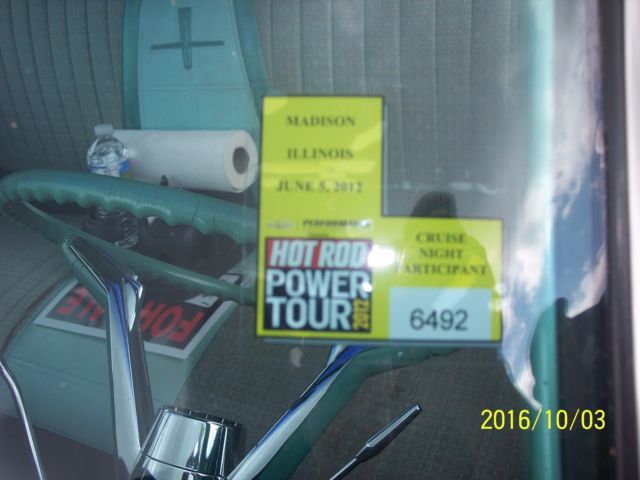 MADISON
ILLINOIS
JUNE 5, 2012
PERFORMANCE
HOT ROD
POWER
TOUR
2012
CRUISE
NIGHT
PARTICIPANT
6492
FOR SALE
2016/10/03